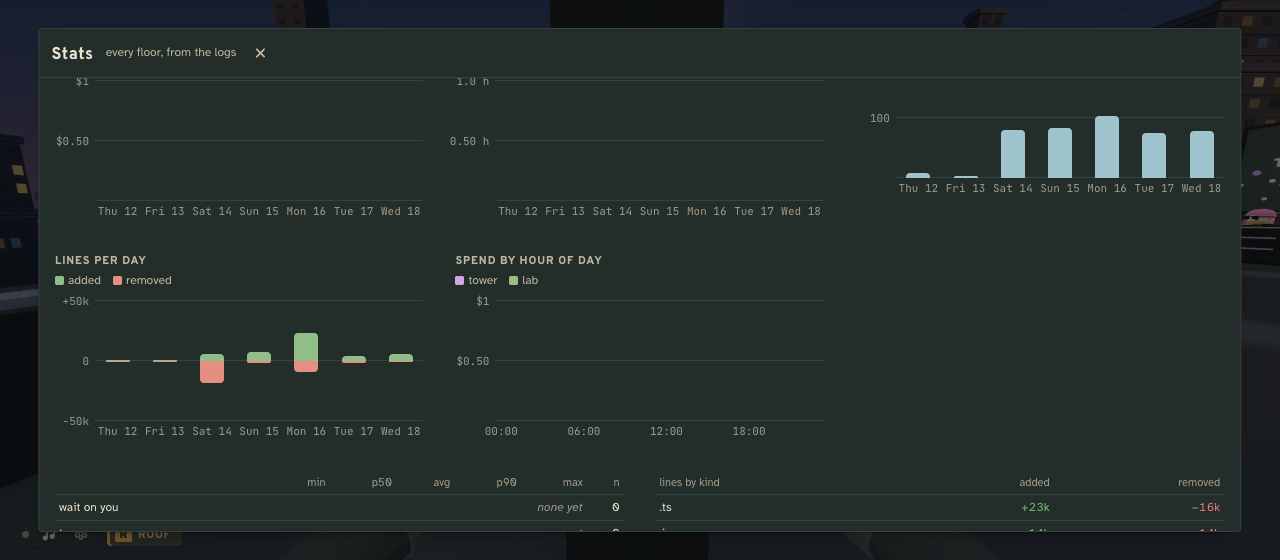 Stats every floor, from the logs ✕
$1
$0.50
Thu 12 Fri 13 Sat 14 Sun 15 Mon 16 Tue 17 Wed 18
1.0 h
0.50 h
Thu 12 Fri 13 Sat 14 Sun 15 Mon 16 Tue 17 Wed 18
100
Thu 12 Fri 13 Sat 14 Sun 15 Mon 16 Tue 17 Wed 18
LINES PER DAY
added removed
+50k
0
-50k
Thu 12 Fri 13 Sat 14 Sun 15 Mon 16 Tue 17 Wed 18
SPEND BY HOUR OF DAY
tower lab
$1
$0.50
00:00 06:00 12:00 18:00
min p50 avg p90 max n
wait on you none yet 0
lines by kind added removed
.ts +23k −16k
R ROOF